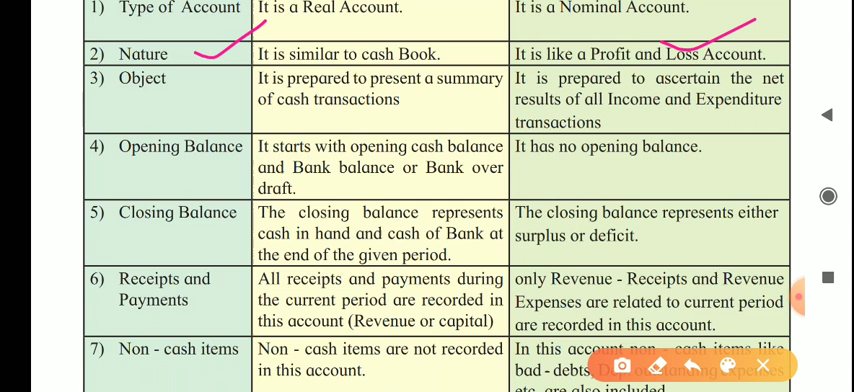 1) Type of Account It is a Real Account. It is a Nominal Account.
2) Nature It is similar to cash Book. It is like a Profit and Loss Account.
3) Object It is prepared to present a summary It is prepared to ascertain the net
of cash transactions results of all Income and Expenditure
transactions
4) Opening Balance It starts with opening cash balance It has no opening balance.
and Bank balance or Bank over
draft.
5) Closing Balance The closing balance represents The closing balance represents either
cash in hand and cash of Bank at surplus or deficit.
the end of the given period.
6) Receipts and All receipts and payments during only Revenue - Receipts and Revenue
Payments the current period are recorded in Expenses are related to current period
this account (Revenue or capital) are recorded in this account.
7) Non - cash items Non - cash items are not recorded In this account non - cash items like
in this account. bad - debts, expenses
etc. are also included